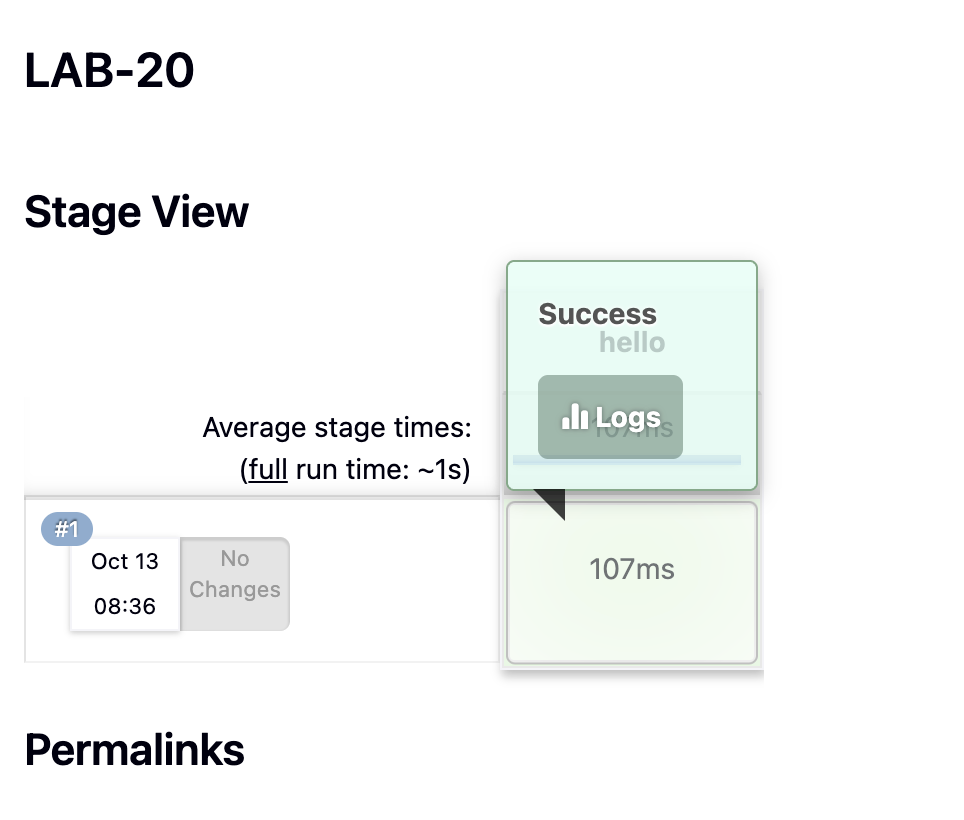 LAB-20
Stage View
Success
hello
Logs
107ms
Average stage times:
(full run time: ~1s)
#1
Oct 13
08:36
No
Changes
107ms
Permalinks